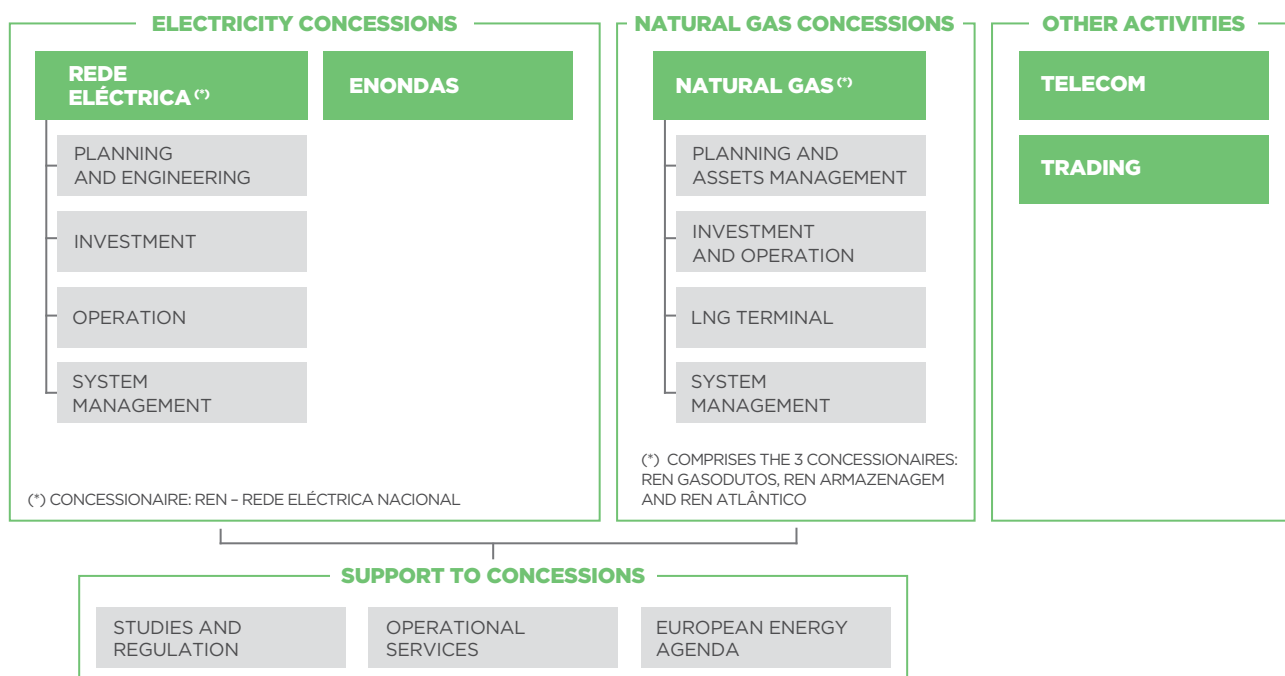 ELECTRICITY CONCESSIONS
REDE
ELÉCTRICA (*)
ENONDAS
PLANNING
AND ENGINEERING
INVESTMENT
OPERATION
SYSTEM
MANAGEMENT
(*) CONCESSIONAIRE: REN – REDE ELÉCTRICA NACIONAL
NATURAL GAS CONCESSIONS
NATURAL GAS (*)
PLANNING AND
ASSETS MANAGEMENT
INVESTMENT
AND OPERATION
LNG TERMINAL
SYSTEM
MANAGEMENT
(*) COMPRISES THE 3 CONCESSIONAIRES:
REN GASODUTOS, REN ARMAZENAGEM
AND REN ATLÂNTICO
OTHER ACTIVITIES
TELECOM
TRADING
SUPPORT TO CONCESSIONS
STUDIES AND
REGULATION
OPERATIONAL
SERVICES
EUROPEAN ENERGY
AGENDA